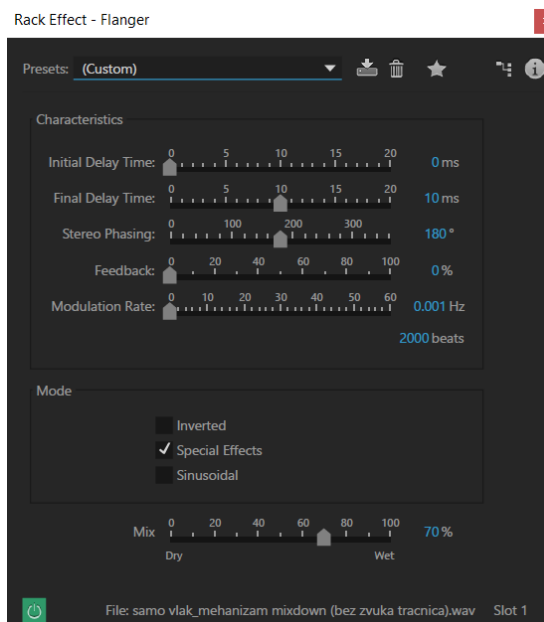 Rack Effect - Flanger
Presets: (Custom)
Characteristics
0 5 10 15 20
Initial Delay Time: 0 ms
0 5 10 15 20
Final Delay Time: 10 ms
0 100 200 300
Stereo Phasing: 180 °
0 20 40 60 80 100
Feedback: 0 %
0 10 20 30 40 50 60
Modulation Rate: 0.001 Hz
2000 beats
Mode
Inverted
Special Effects
Sinusoidal
0 20 40 60 80 100
Mix 70 %
Dry Wet
File: samo vlak_mehanizam mixdown (bez zvuka tracnica).wav Slot 1